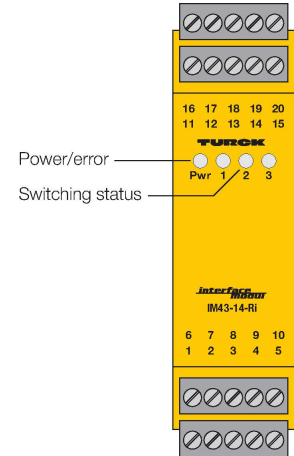 16 17 18 19 20
11 12 13 14 15
TURCK
Power/error
Pwr 1 2 3
Switching status
interface
modul
IM43-14-Ri
6 7 8 9 10
1 2 3 4 5